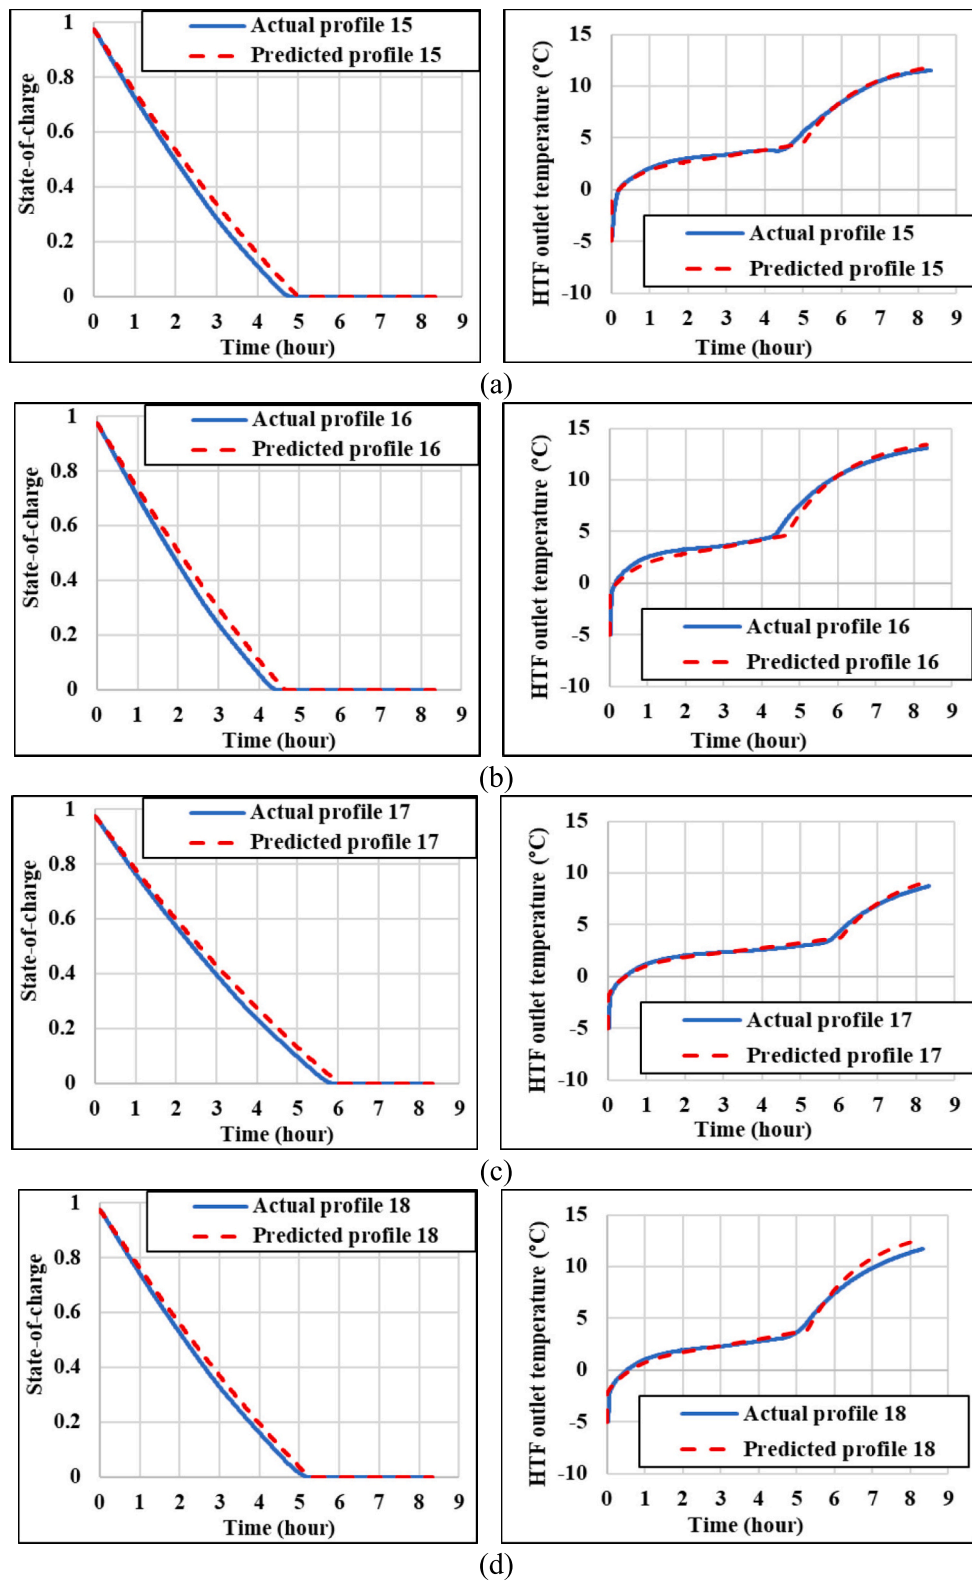 Actual profile 15
Predicted profile 15
State-of-charge
1
0.8
0.6
0.4
0.2
0
0 1 2 3 4 5 6 7 8 9
Time (hour)
HTF outlet temperature (°C)
15
10
5
0
-5
-10
Actual profile 15
Predicted profile 15
0 1 2 3 4 5 6 7 8 9
Time (hour)
(a)
Actual profile 16
Predicted profile 16
State-of-charge
1
0.8
0.6
0.4
0.2
0
0 1 2 3 4 5 6 7 8 9
Time (hour)
HTF outlet temperature (°C)
15
10
5
0
-5
-10
Actual profile 16
Predicted profile 16
0 1 2 3 4 5 6 7 8 9
Time (hour)
(b)
Actual profile 17
Predicted profile 17
State-of-charge
1
0.8
0.6
0.4
0.2
0
0 1 2 3 4 5 6 7 8 9
Time (hour)
HTF outlet temperature (°C)
15
10
5
0
-5
-10
Actual profile 17
Predicted profile 17
0 1 2 3 4 5 6 7 8 9
Time (hour)
(c)
Actual profile 18
Predicted profile 18
State-of-charge
1
0.8
0.6
0.4
0.2
0
0 1 2 3 4 5 6 7 8 9
Time (hour)
HTF outlet temperature (°C)
15
10
5
0
-5
-10
Actual profile 18
Predicted profile 18
0 1 2 3 4 5 6 7 8 9
Time (hour)
(d)